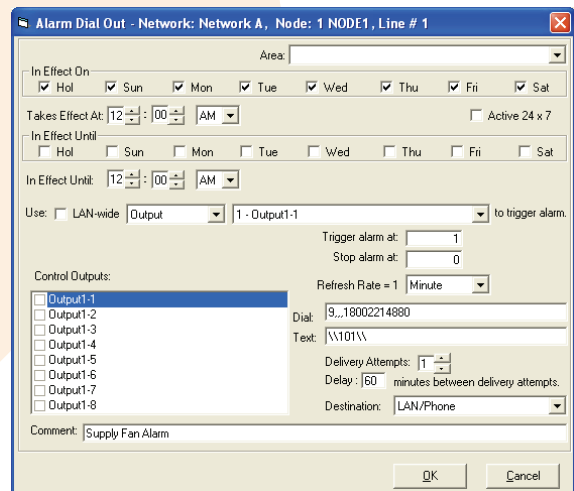 Alarm Dial Out - Network: Network A, Node: 1 NODE1, Line # 1
Area:
In Effect On
Hol Sun Mon Tue Wed Thu Fri Sat
Takes Effect At: 12 : 00 AM Active 24 x 7
In Effect Until
Hol Sun Mon Tue Wed Thu Fri Sat
In Effect Until: 12 : 00 AM
Use: LAN-wide Output 1 - Output1-1 to trigger alarm.
Trigger alarm at: 1
Stop alarm at: 0
Refresh Rate = 1 Minute
Control Outputs:
Output1-1
Output1-2
Output1-3
Output1-4
Output1-5
Output1-6
Output1-7
Output1-8
Dial: 9,,,18002214880
Text: \\101\\
Delivery Attempts: 1
Delay : 60 minutes between delivery attempts.
Destination: LAN/Phone
Comment: Supply Fan Alarm
OK Cancel